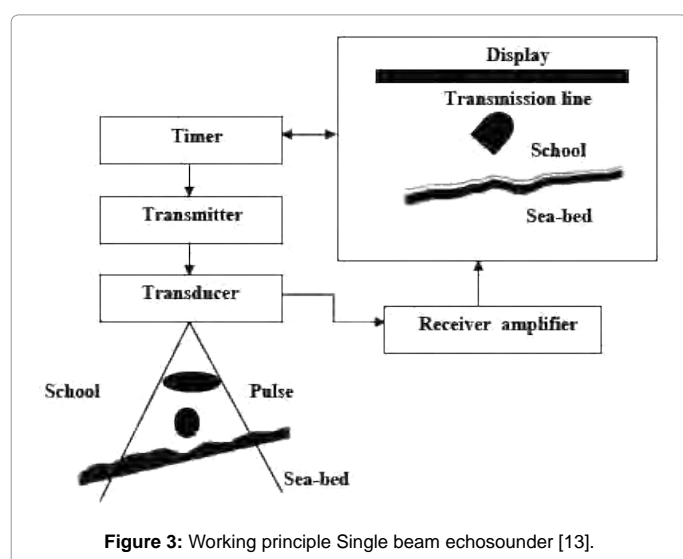 Display
Transmission line
School
Sea-bed
Timer
Transmitter
Transducer
Receiver amplifier
School
Pulse
Sea-bed
Figure 3: Working principle Single beam echosounder [13].